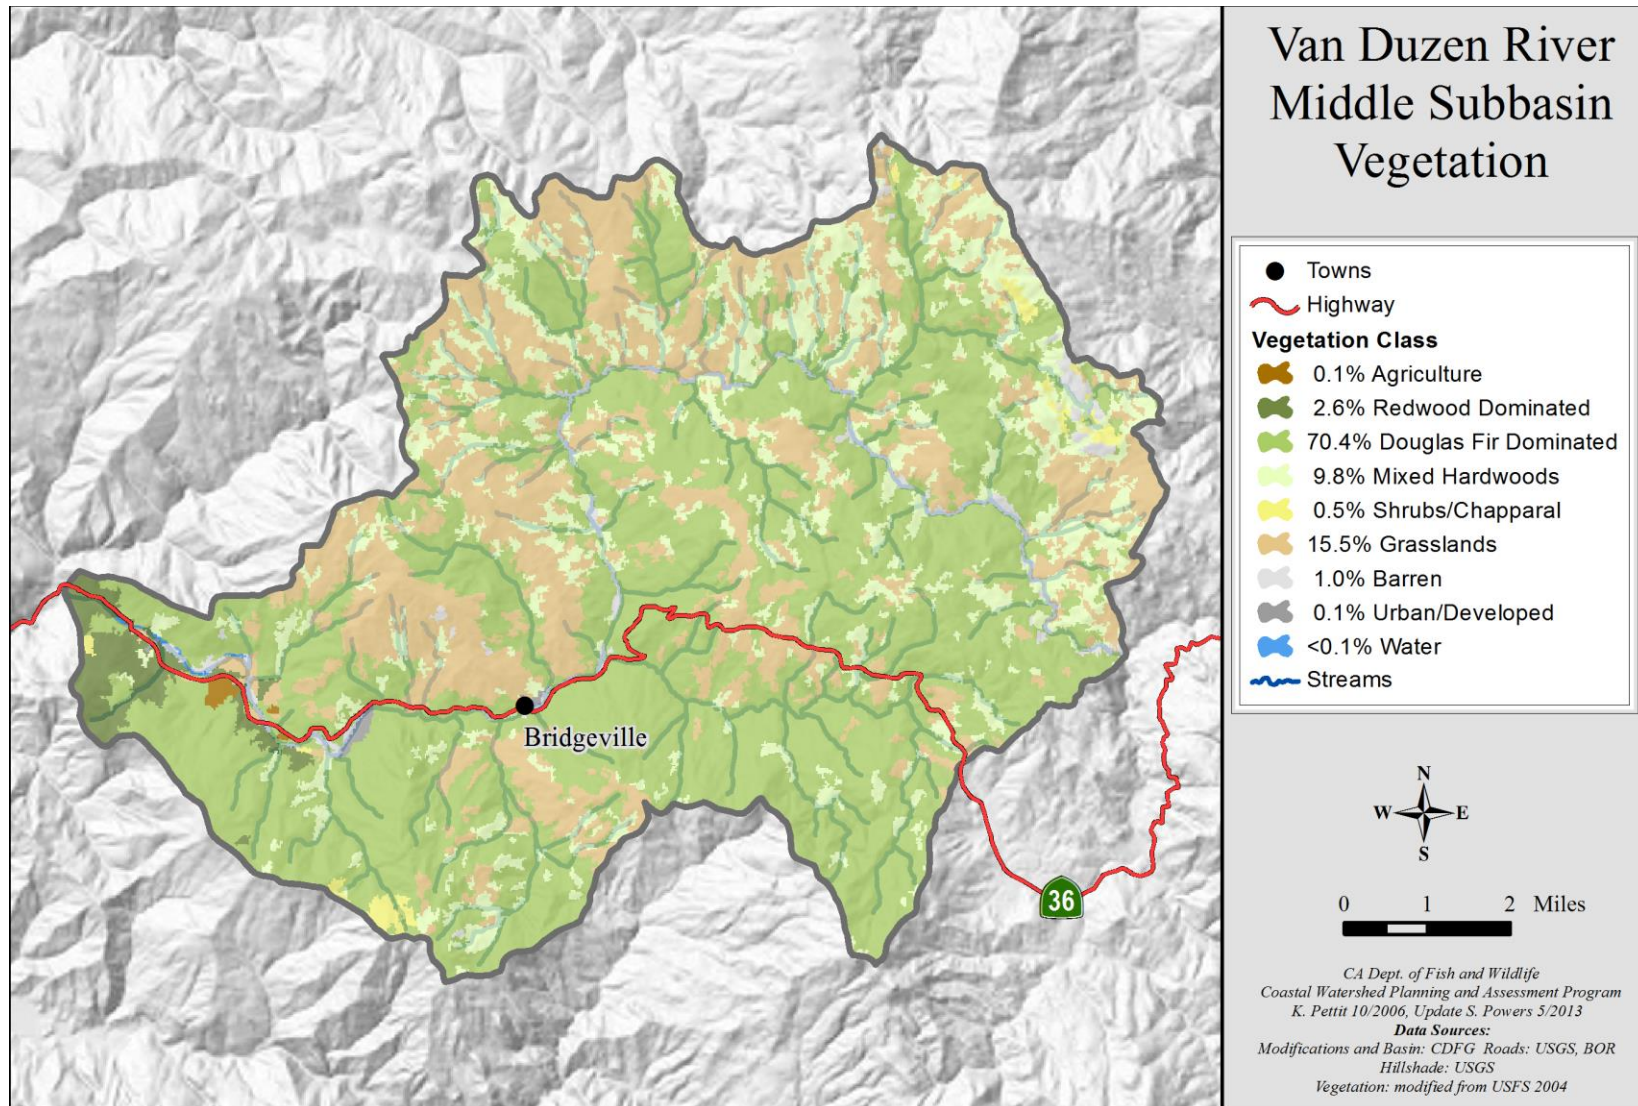 Van Duzen River
Middle Subbasin
Vegetation
Towns
Highway
Vegetation Class
0.1% Agriculture
2.6% Redwood Dominated
70.4% Douglas Fir Dominated
9.8% Mixed Hardwoods
0.5% Shrubs/Chapparal
15.5% Grasslands
1.0% Barren
0.1% Urban/Developed
<0.1% Water
Streams
Bridgeville
36
N
W E
S
0 1 2 Miles
CA Dept. of Fish and Wildlife
Coastal Watershed Planning and Assessment Program
K. Pettit 10/2006, Update S. Powers 5/2013
Data Sources:
Modifications and Basin: CDFG Roads: USGS, BOR
Hillshade: USGS
Vegetation: modified from USFS 2004